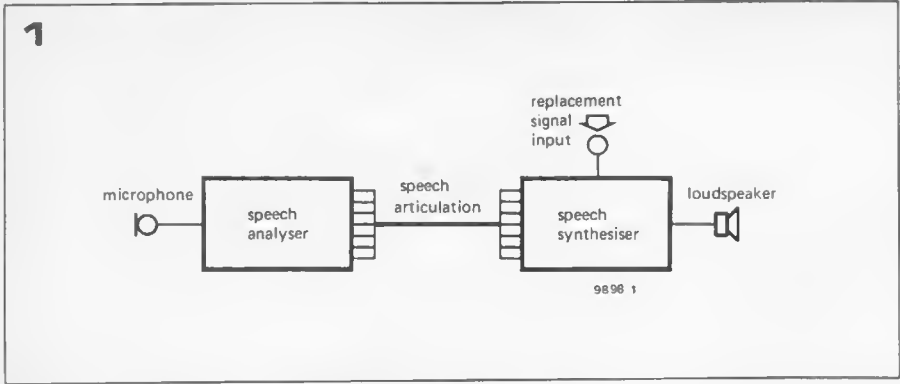 1
replacement
signal
input
microphone
speech
analyser
speech
articulation
speech
synthesiser
loudspeaker
9898 1